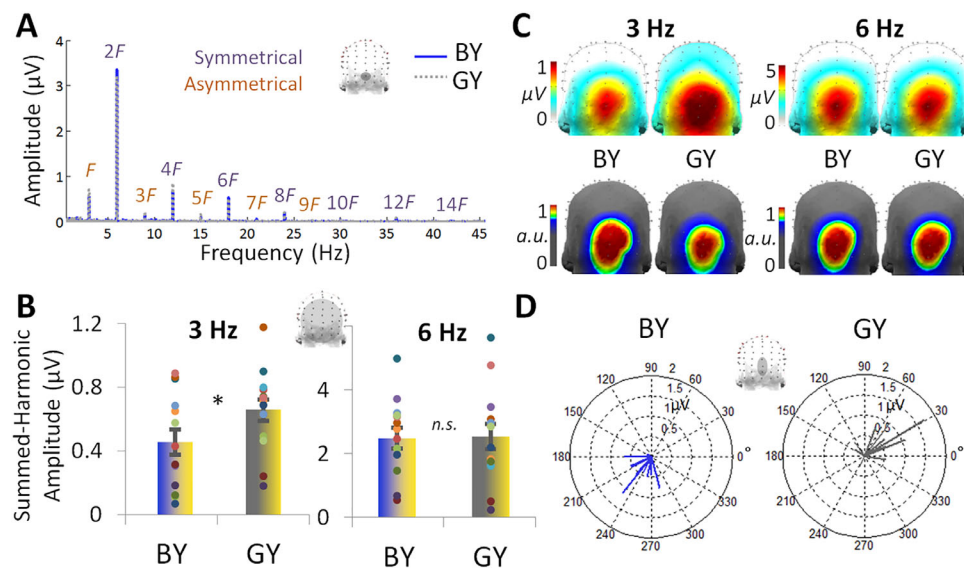 A
Amplitude (µV)
4
3
2
1
0
2F
Symmetrical
Asymmetrical
BY
GY
F
3F
4F
5F
6F
7F
8F
9F
10F
12F
14F
5 10 15 20 25 30 35 40 45
Frequency (Hz)
B
Summed-Harmonic
Amplitude (µV)
1.2
0.8
0.4
0
3 Hz
*
BY GY
6 Hz
4
2
0
n.s.
BY GY
C
3 Hz 6 Hz
1
µV
0
5
µV
0
BY GY BY GY
1
a.u.
0
1
a.u.
0
D
BY
90
120 60
150 30
180 0
210 330
240 300
270
2
1.5
µV
1
0.5
GY
90
120 60
150 30
180 0°
210 330
240 300
270
2
1.5
µV
1
0.5